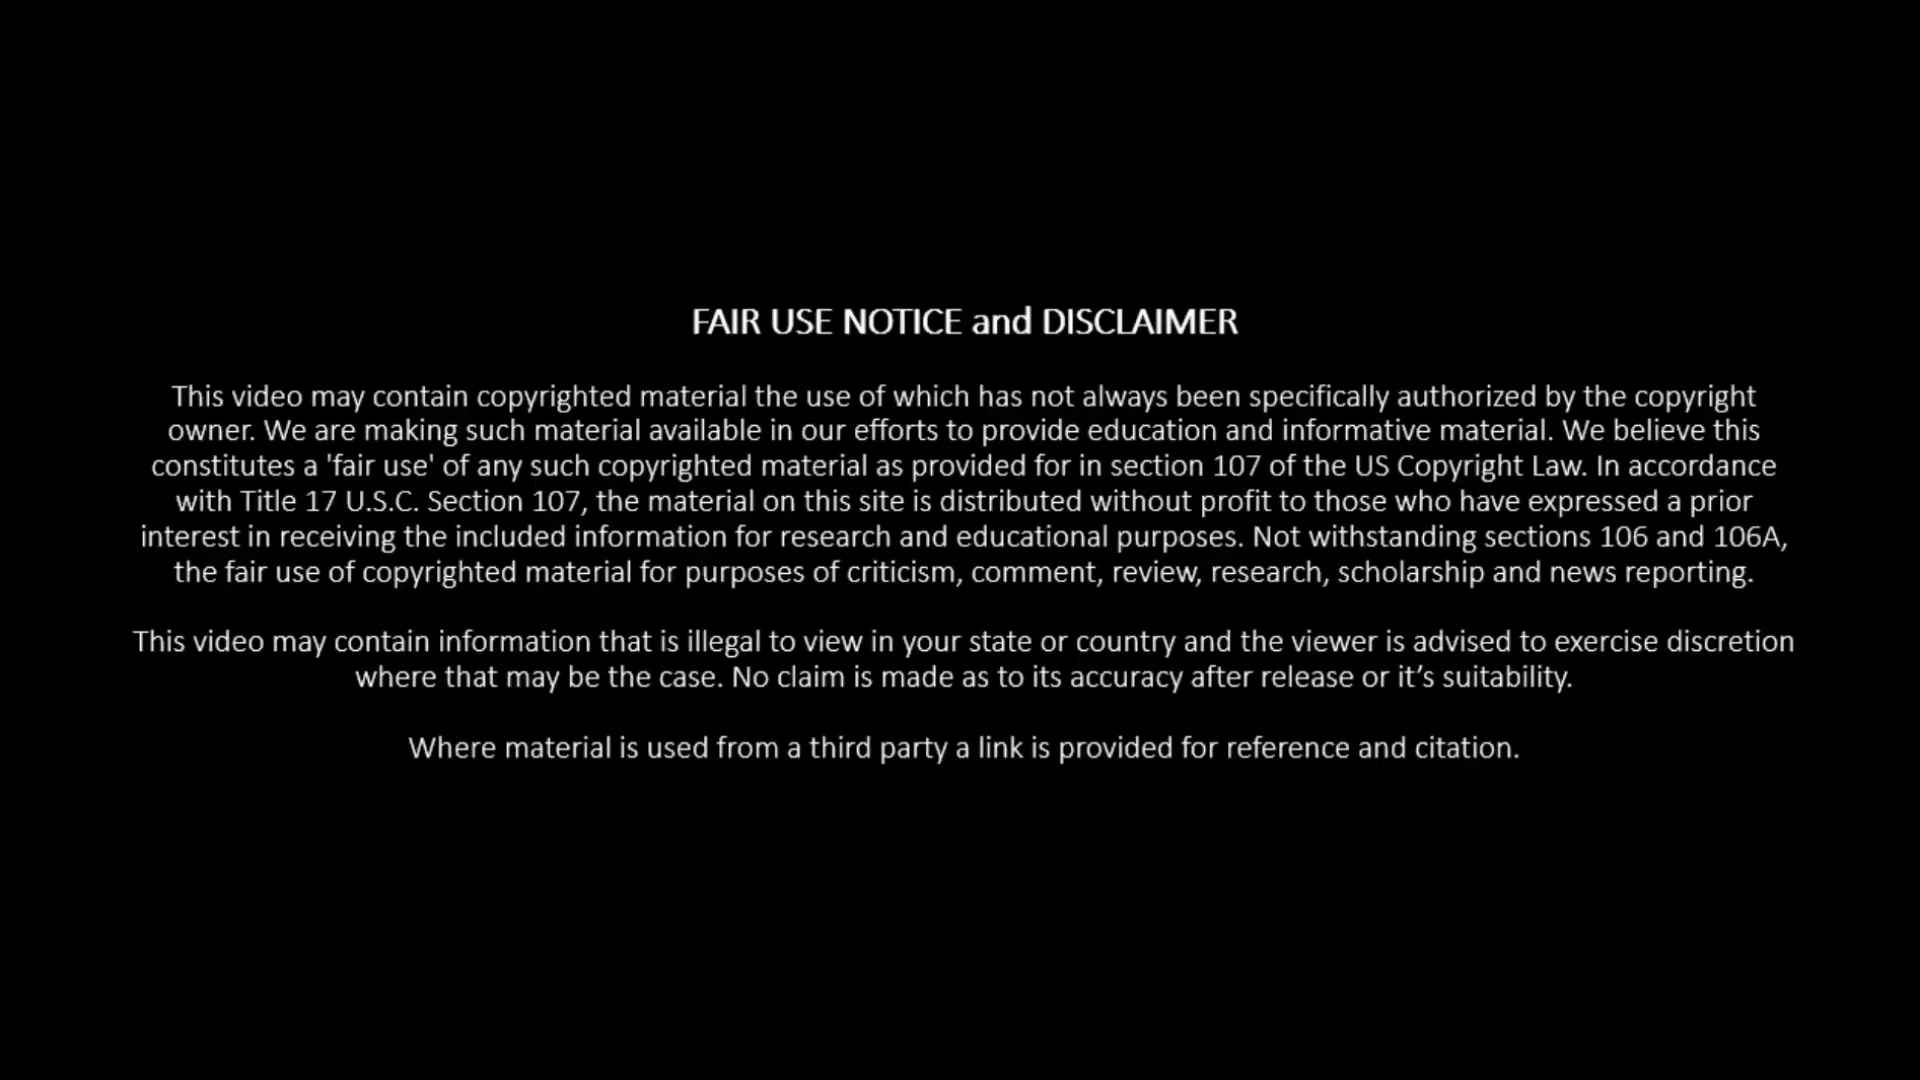 FAIR USE NOTICE and DISCLAIMER
This video may contain copyrighted material the use of which has not always been specifically authorized by the copyright
owner. We are making such material available in our efforts to provide education and informative material. We believe this
constitutes a 'fair use' of any such copyrighted material as provided for in section 107 of the US Copyright Law. In accordance
with Title 17 U.S.C. Section 107, the material on this site is distributed without profit to those who have expressed a prior
interest in receiving the included information for research and educational purposes. Not withstanding sections 106 and 106A,
the fair use of copyrighted material for purposes of criticism, comment, review, research, scholarship and news reporting.
This video may contain information that is illegal to view in your state or country and the viewer is advised to exercise discretion
where that may be the case. No claim is made as to its accuracy after release or it’s suitability.
Where material is used from a third party a link is provided for reference and citation.